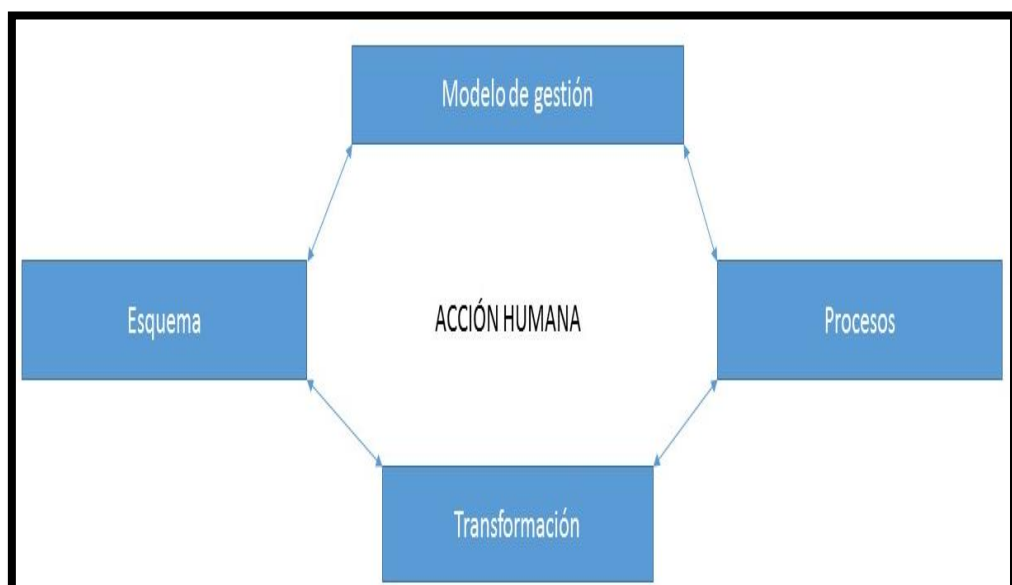 Modelo de gestión
Esquema
ACCIÓN HUMANA
Procesos
Transformación